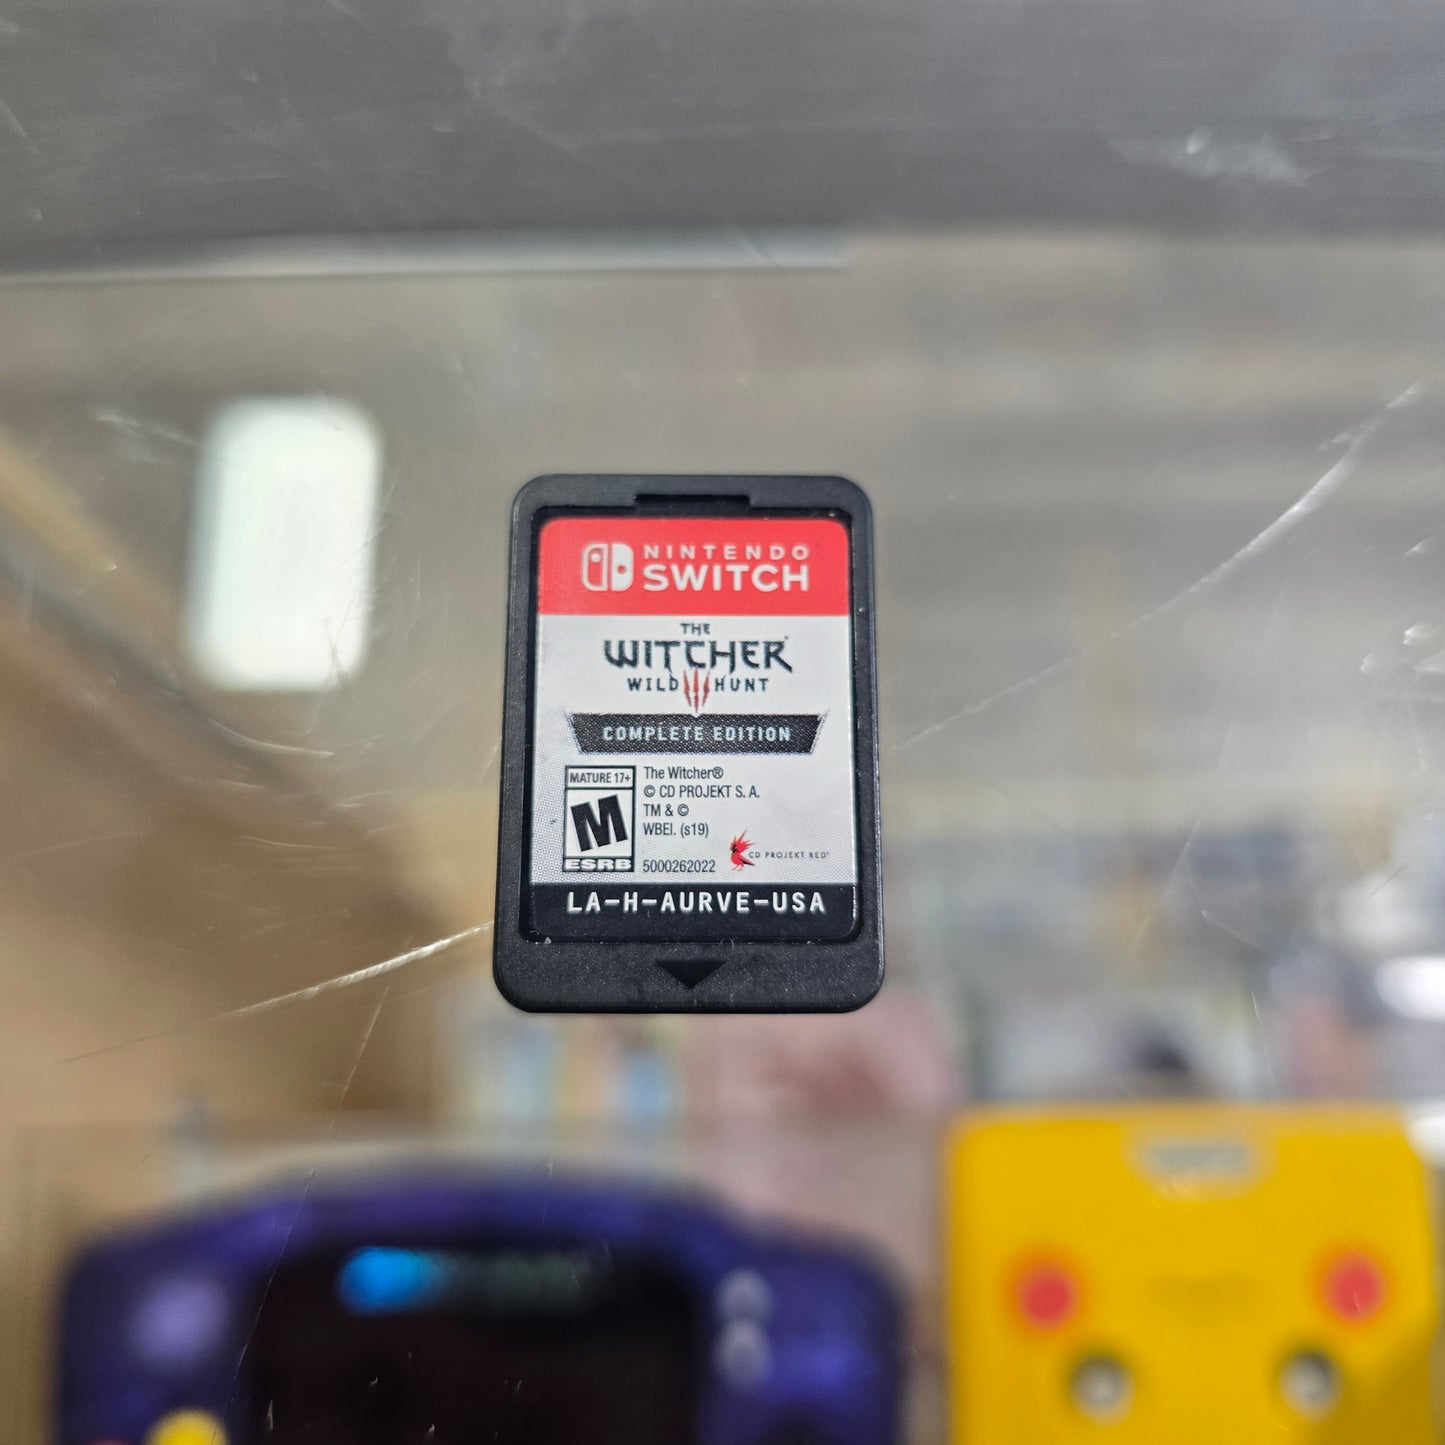 NINTENDO
SWITCH
THE
WITCHER
WILD HUNT
COMPLETE EDITION
MATURE 17+
M
ESRB
The Witcher®
© CD PROJEKT S. A.
TM & ©
WBEI. (s19)
5000262022
CD PROJEKT RED®
LA-H-AURVE-USA